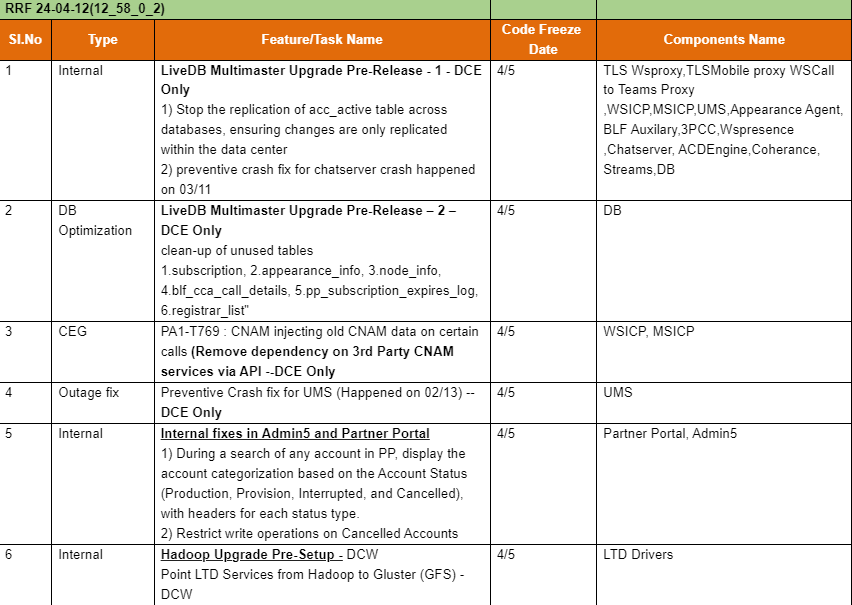 RRF 24-04-12(12_58_0_2)
Sl.No Type Feature/Task Name Code Freeze Date Components Name
1 Internal LiveDB Multimaster Upgrade Pre-Release - 1 - DCE 4/5 TLS Wsproxy,TLSMobile proxy WSCall
Only to Teams Proxy
1) Stop the replication of acc_active table across ,WSICP,MSICP,UMS,Appearance Agent,
databases, ensuring changes are only replicated BLF Auxilary,3PCC,Wspresence
within the data center ,Chatserver, ACDEngine,Coherance,
2) preventive crash fix for chatserver crash happened Streams,DB
on 03/11
2 DB LiveDB Multimaster Upgrade Pre-Release – 2 – 4/5 DB
Optimization DCE Only
clean-up of unused tables
1.subscription, 2.appearance_info, 3.node_info,
4.blf_cca_call_details, 5.pp_subscription_expires_log,
6.registrar_list"
3 CEG PA1-T769 : CNAM injecting old CNAM data on certain 4/5 WSICP, MSICP
calls (Remove dependency on 3rd Party CNAM
services via API --DCE Only
4 Outage fix Preventive Crash fix for UMS (Happened on 02/13) -- 4/5 UMS
DCE Only
5 Internal Internal fixes in Admin5 and Partner Portal 4/5 Partner Portal, Admin5
1) During a search of any account in PP, display the
account categorization based on the Account Status
(Production, Provision, Interrupted, and Cancelled),
with headers for each status type.
2) Restrict write operations on Cancelled Accounts
6 Internal Hadoop Upgrade Pre-Setup - DCW 4/5 LTD Drivers
Point LTD Services from Hadoop to Gluster (GFS) -
DCW